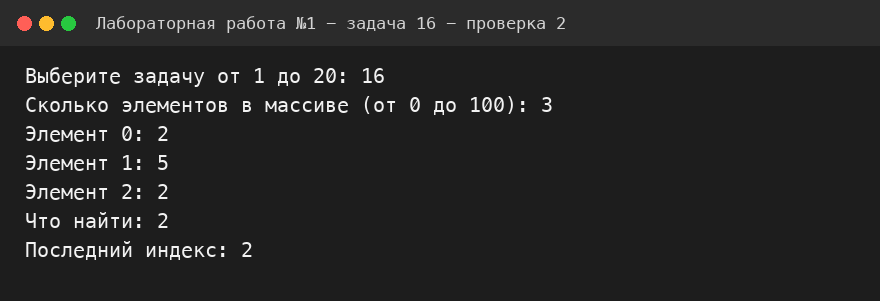 Лабораторная работа №1 — задача 16 — проверка 2
Выберите задачу от 1 до 20: 16
Сколько элементов в массиве (от 0 до 100): 3
Элемент 0: 2
Элемент 1: 5
Элемент 2: 2
Что найти: 2
Последний индекс: 2